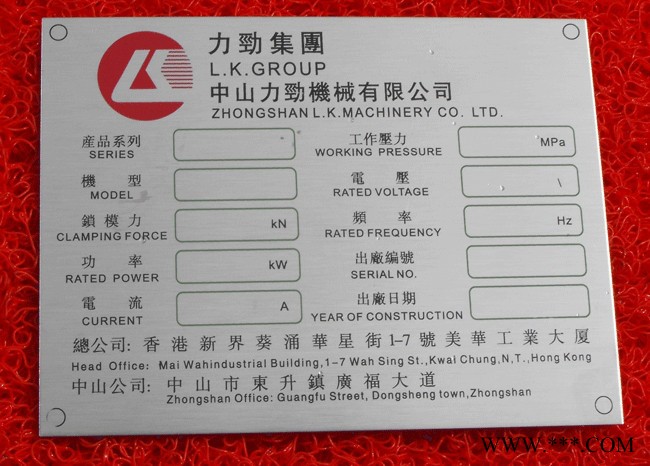 LK
力勁集團
L.K.GROUP
中山力勁機械有限公司
ZHONGSHAN L.K.MACHINERY CO. LTD.
産品系列
SERIES
工作壓力
WORKING PRESSURE
MPa
機 型
MODEL
電 壓
RATED VOLTAGE
\
鎖模力
CLAMPING FORCE
kN
頻 率
RATED FREQUENCY
Hz
功 率
RATED POWER
kW
出廠編號
SERIAL NO.
電 流
CURRENT
A
出廠日期
YEAR OF CONSTRUCTION
總公司: 香港新界葵涌華星街1-7號美華工業大厦
Head Office: Mai Wahindustrial Building,1-7 Wah Sing St.,Kwai Chung,N,T.,Hong Kong
中山公司: 中山市東升鎮廣福大道
Zhongshan Office: Guangfu Street, Dongsheng town,Zhongshan
WWW.***.COM